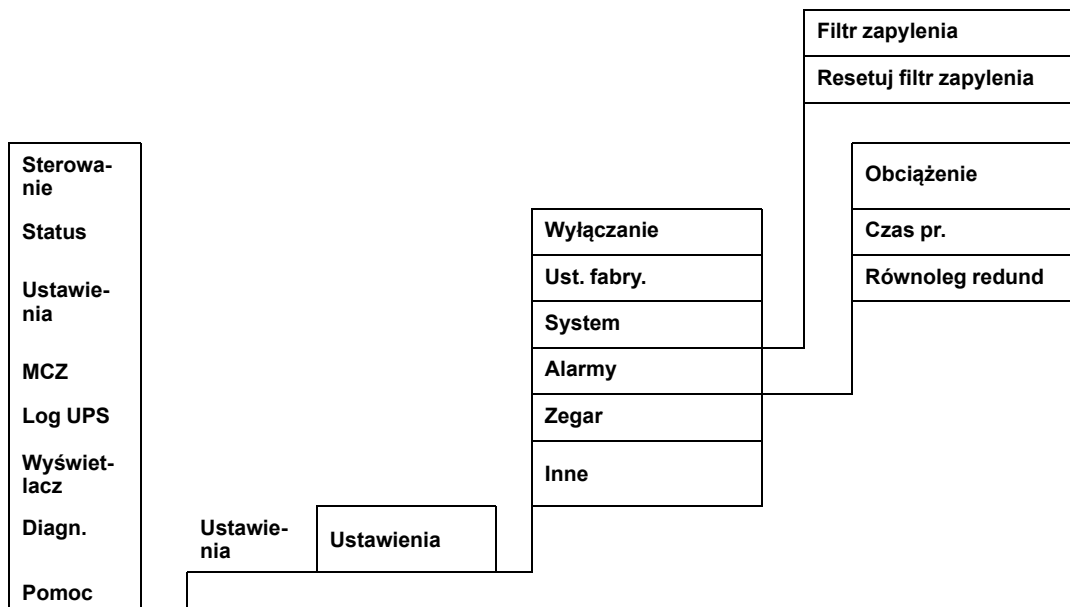 Filtr zapylenia
Resetuj filtr zapylenia
Sterowa-
nie
Obciążenie
Status
Wyłączanie
Czas pr.
Ust. fabry.
Równoleg redund
Ustawie-
nia
System
MCZ
Alarmy
Log UPS
Zegar
Wyświet-
lacz
Inne
Diagn.
Ustawie-
nia
Ustawienia
Pomoc